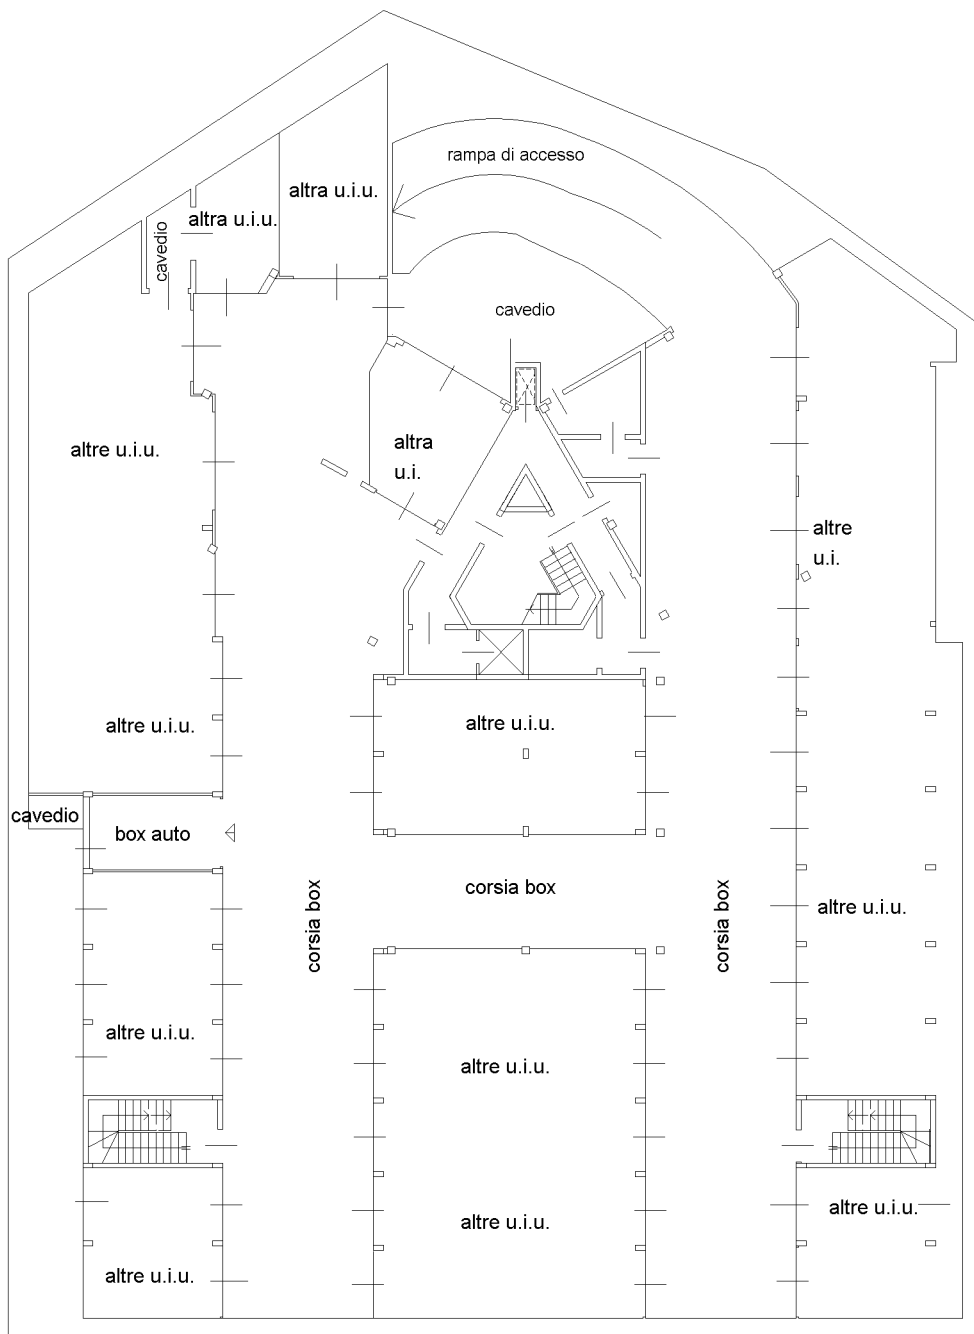 rampa di accesso
altra u.i.u.
altra u.i.u.
cavedio
cavedio
altra
u.i.
altre u.i.u.
altre
u.i.
altre u.i.u.
altre u.i.u.
cavedio
box auto
corsia box
corsia box
corsia box
altre u.i.u.
altre u.i.u.
altre u.i.u.
altre u.i.u.
altre u.i.u.
altre u.i.u.